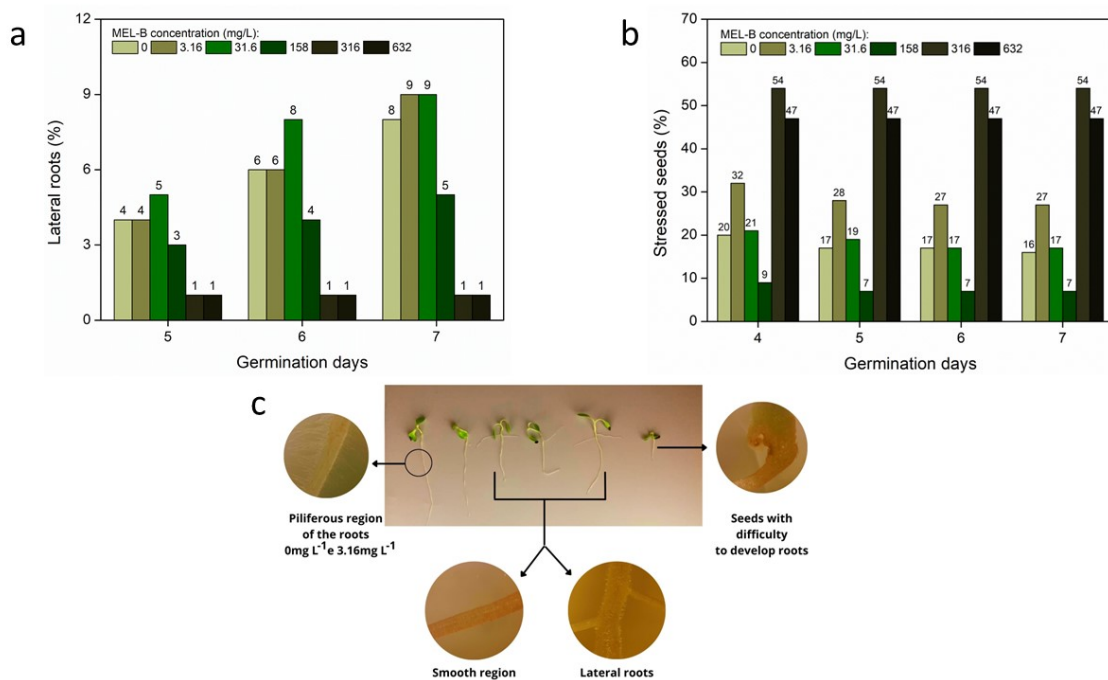 a
12
9
6
3
0
Lateral roots (%)
MEL-B concentration (mg/L):
0 3.16 31.6 158 316 632
4 4 5 3 1 1
6 6 8 4 1 1
8 9 9 5 1 1
5 6 7
Germination days
b
70
60
50
40
30
20
10
0
Stressed seeds (%)
MEL-B concentration (mg/L):
0 3.16 31.6 158 316 632
20 32 21 9 54 47
17 28 19 7 54 47
17 27 17 7 54 47
16 27 17 7 54 47
4 5 6 7
Germination days
c
Piliferous region
of the roots
0mg L⁻¹ e 3.16mg L⁻¹
Seeds with
difficulty
to develop roots
Smooth region
Lateral roots